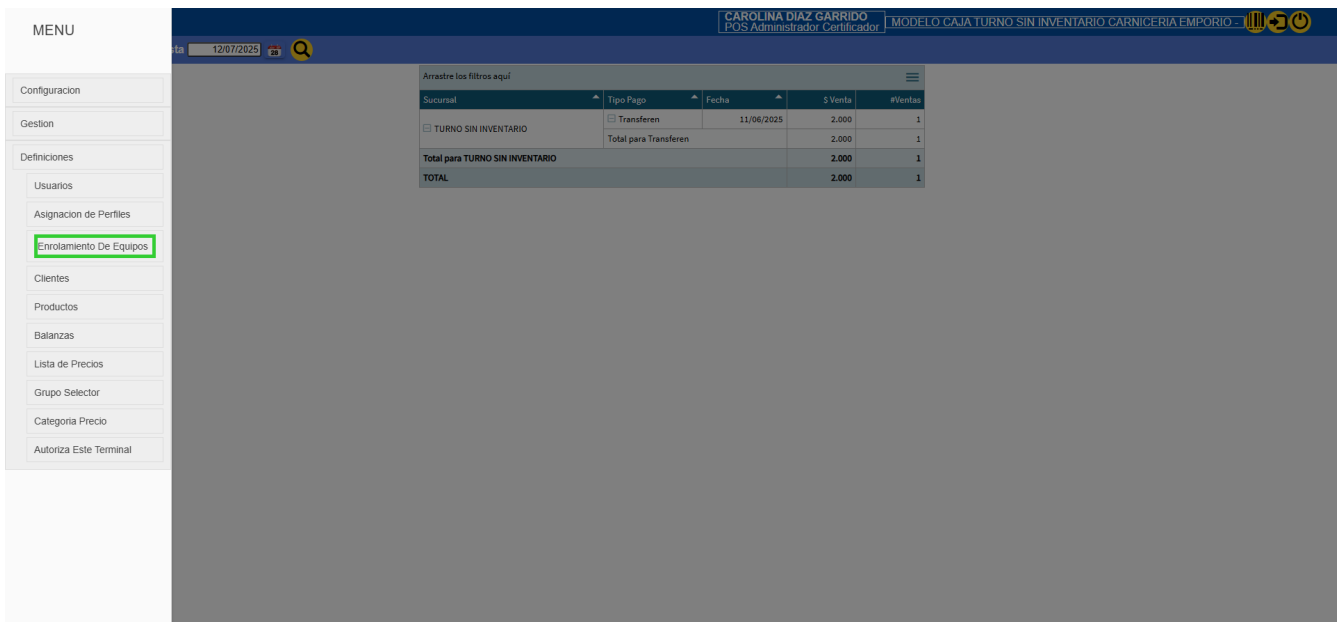 MENU
CAROLINA DIAZ GARRIDO
POS Administrador Certificador
MODELO CAJA TURNO SIN INVENTARIO CARNICERIA EMPORIO -
sta 12/07/2025
Configuracion
Gestion
Definiciones
Usuarios
Asignacion de Perfiles
Enrolamiento De Equipos
Clientes
Productos
Balanzas
Lista de Precios
Grupo Selector
Categoria Precio
Autoriza Este Terminal
Arrastre los filtros aquí
Sucursal Tipo Pago Fecha $ Venta #Ventas
TURNO SIN INVENTARIO Transferen 11/06/2025 2.000 1
Total para Transferen 2.000 1
Total para TURNO SIN INVENTARIO 2.000 1
TOTAL 2.000 1